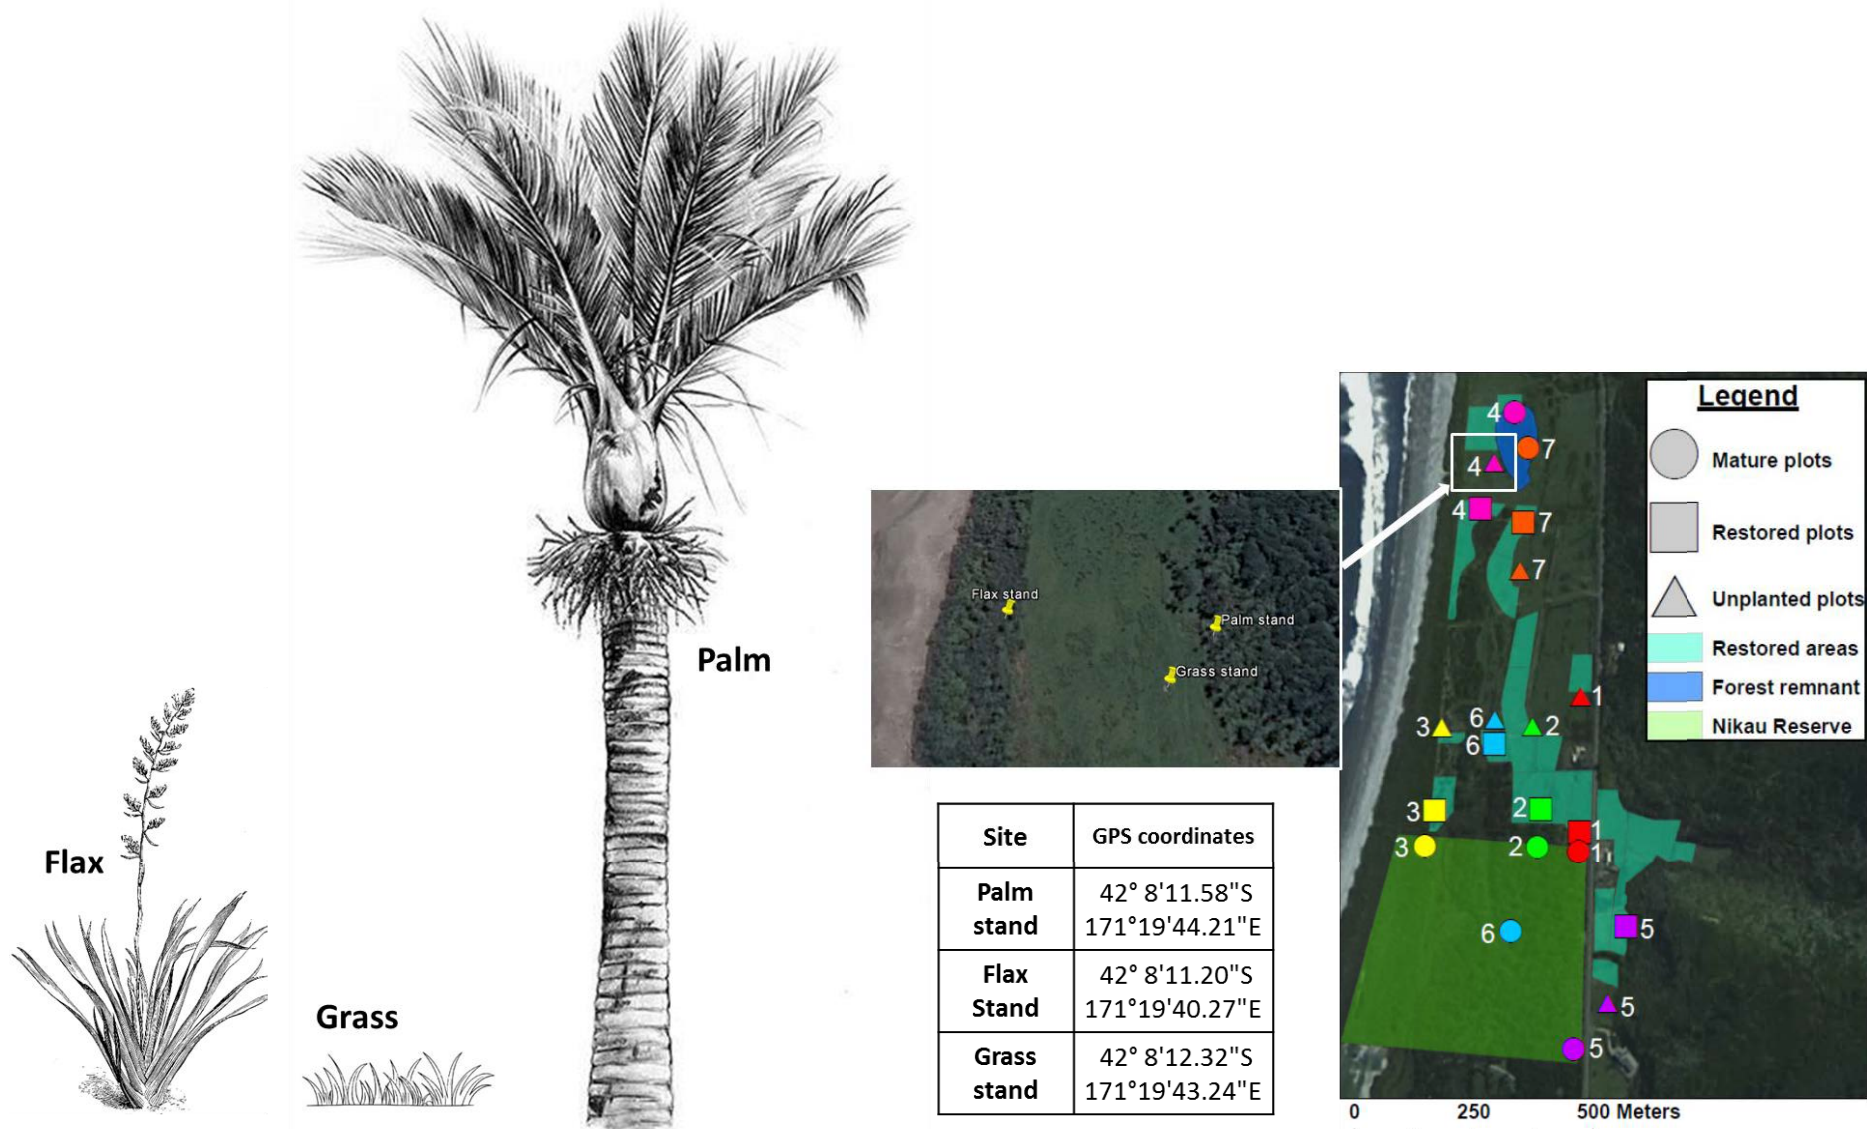 Flax
Grass
Palm
Flax stand
Palm stand
Grass stand
Site GPS coordinates
Palm stand 42° 8'11.58"S
171°19'44.21"E
Flax Stand 42° 8'11.20"S
171°19'40.27"E
Grass stand 42° 8'12.32"S
171°19'43.24"E
4
7
4
4
7
7
1
3
6
2
6
3
2
1
3
2
1
6
5
5
5
Legend
Mature plots
Restored plots
Unplanted plots
Restored areas
Forest remnant
Nikau Reserve
0 250 500 Meters